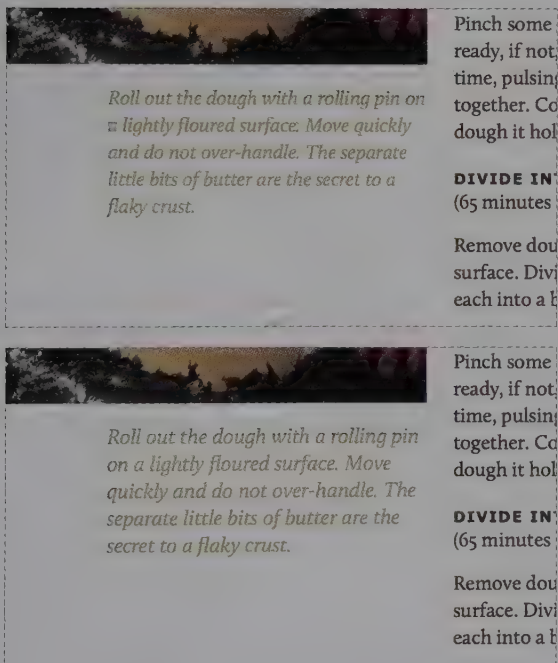 Roll out the dough with a rolling pin on
lightly floured surface. Move quickly
and do not over-handle. The separate
little bits of butter are the secret to a
flaky crust.
Pinch some
ready, if not
time, pulsing
together. Co
dough it hol
DIVIDE INT
(65 minutes
Remove dou
surface. Divi
each into a b
Roll out the dough with a rolling pin
on a lightly floured surface. Move
quickly and do not over-handle. The
separate little bits of butter are the
secret to a flaky crust.
Pinch some
ready, if not
time, pulsing
together. Co
dough it hol
DIVIDE INT
(65 minutes
Remove dou
surface. Divi
each into a b